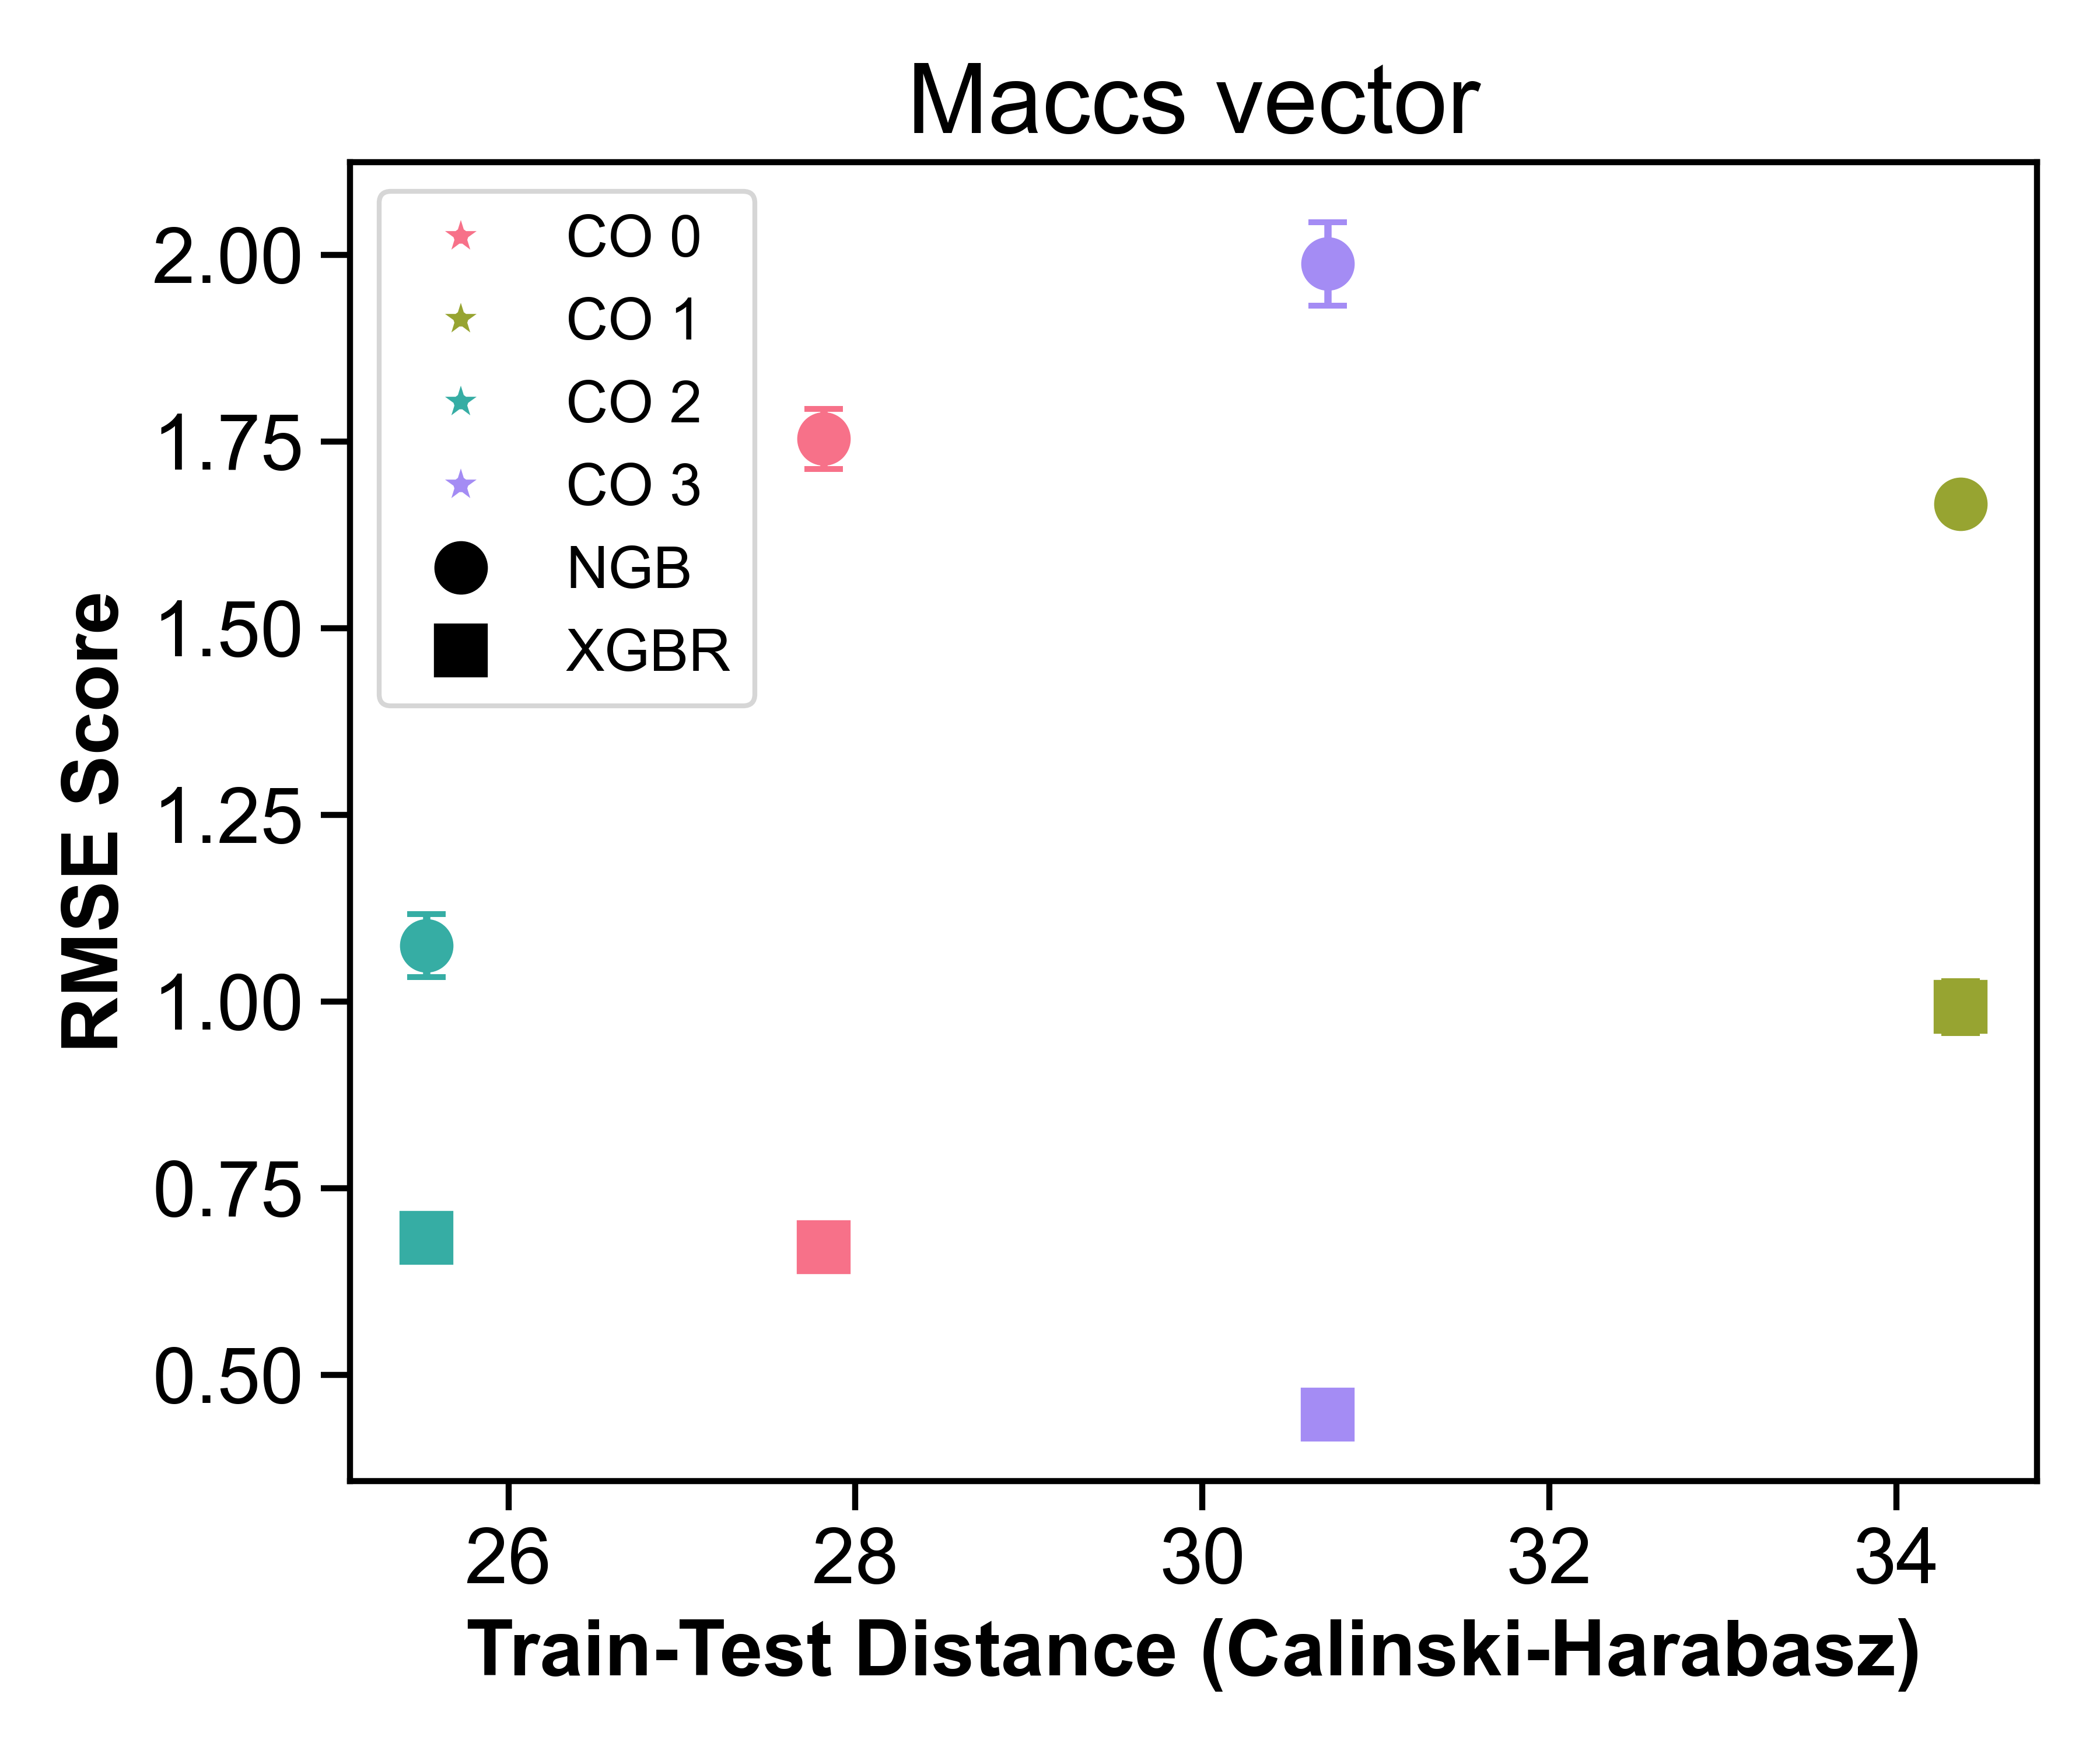 Maccs vector
CO 0
CO 1
CO 2
CO 3
NGB
XGBR
RMSE Score
2.00
1.75
1.50
1.25
1.00
0.75
0.50
26 28 30 32 34
Train-Test Distance (Calinski-Harabasz)